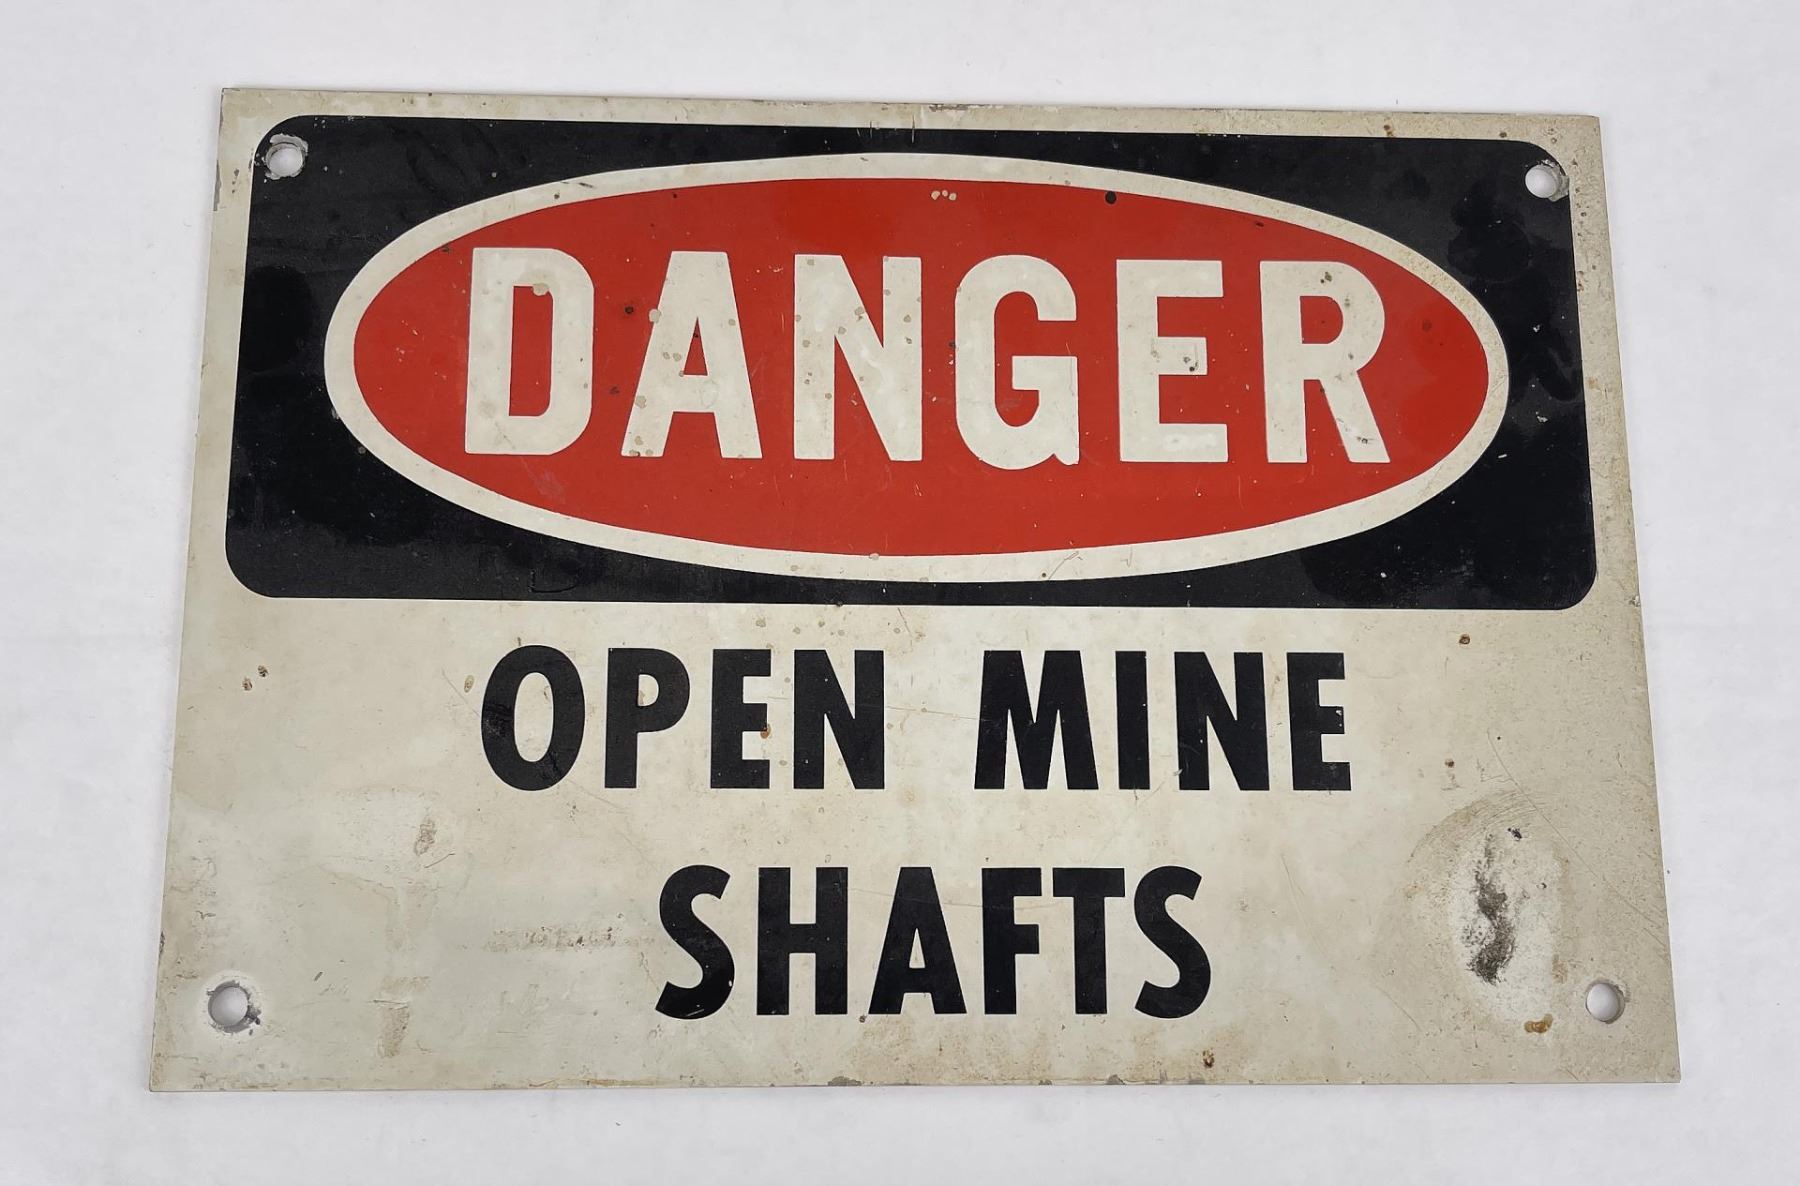 DANGER
OPEN MINE
SHAFTS